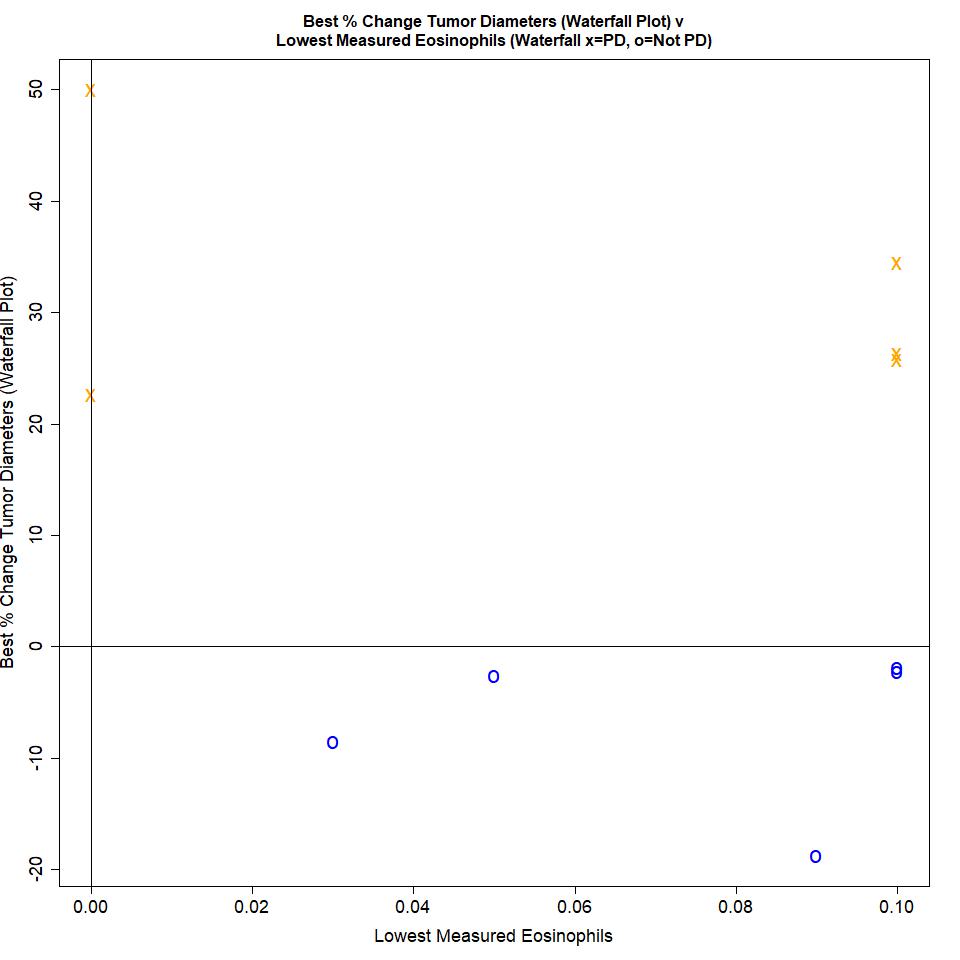 Best % Change Tumor Diameters (Waterfall Plot) v
Lowest Measured Eosinophils (Waterfall x=PD, o=Not PD)
Best % Change Tumor Diameters (Waterfall Plot)
50
40
30
20
10
0
-10
-20
X
X
X
X
X
O
O
O
O
O
0.00 0.02 0.04 0.06 0.08 0.10
Lowest Measured Eosinophils